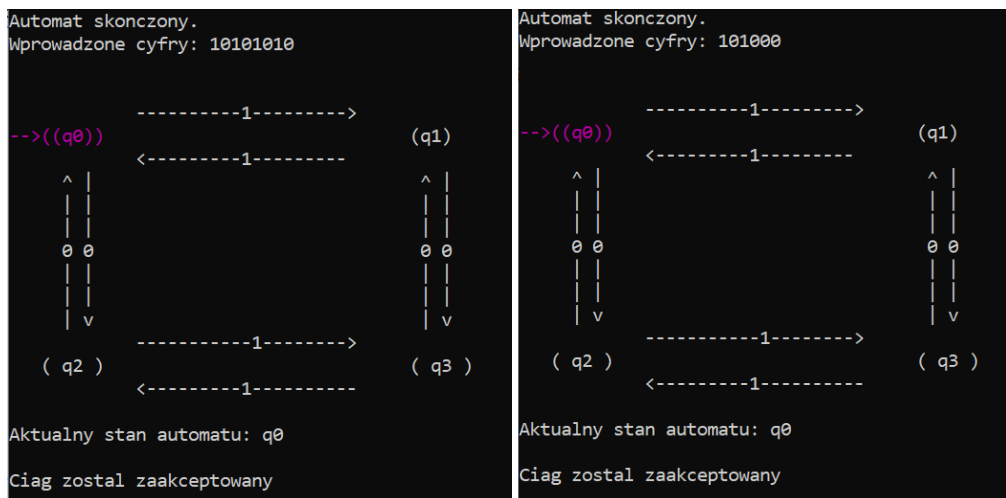 Automat skonczony.
Wprowadzone cyfry: 10101010
----------1--------->
-->((q0))
(q1)
<---------1---------
^ |
^ |
| |
| |
| |
| |
0 0
0 0
| |
| |
| |
| |
| v
| v
----------1-------->
( q2 )
( q3 )
<---------1----------
Aktualny stan automatu: q0
Ciag zostal zaakceptowany
Automat skonczony.
Wprowadzone cyfry: 101000
----------1--------->
-->((q0))
(q1)
<---------1---------
^ |
^ |
| |
| |
| |
| |
0 0
0 0
| |
| |
| |
| |
| v
| v
----------1-------->
( q2 )
( q3 )
<---------1----------
Aktualny stan automatu: q0
Ciag zostal zaakceptowany